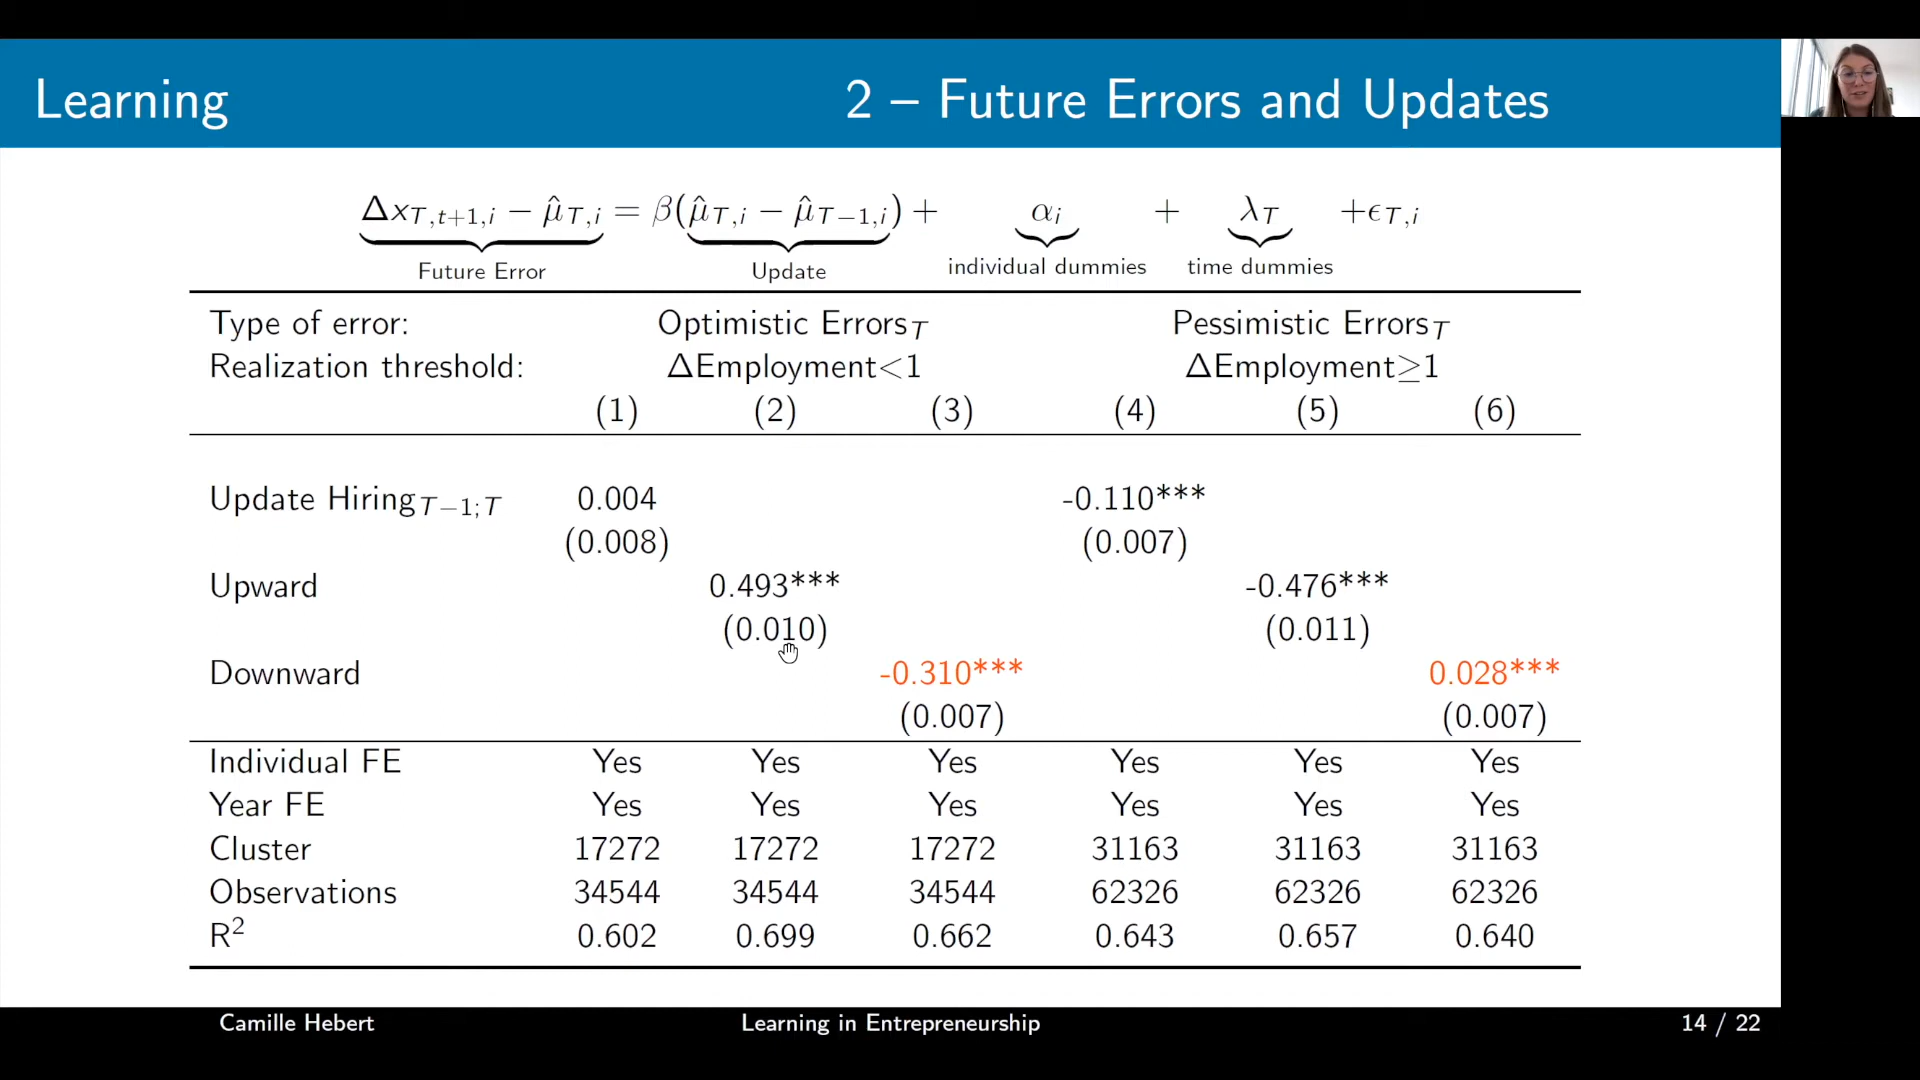 Learning 2 – Future Errors and Updates
Δx_{T,t+1,i} − μ̂_{T,i} = β(μ̂_{T,i} − μ̂_{T−1,i}) + α_i + λ_T +ϵ_{T,i}
Future Error Update individual dummies time dummies
Type of error: Optimistic Errors_T Pessimistic Errors_T
Realization threshold: ΔEmployment<1 ΔEmployment≥1
(1) (2) (3) (4) (5) (6)
Update Hiring_{T−1;T} 0.004 -0.110***
(0.008) (0.007)
Upward 0.493*** -0.476***
(0.010) (0.011)
Downward -0.310*** 0.028***
(0.007) (0.007)
Individual FE Yes Yes Yes Yes Yes Yes
Year FE Yes Yes Yes Yes Yes Yes
Cluster 17272 17272 17272 31163 31163 31163
Observations 34544 34544 34544 62326 62326 62326
R² 0.602 0.699 0.662 0.643 0.657 0.640
Camille Hebert Learning in Entrepreneurship 14 / 22